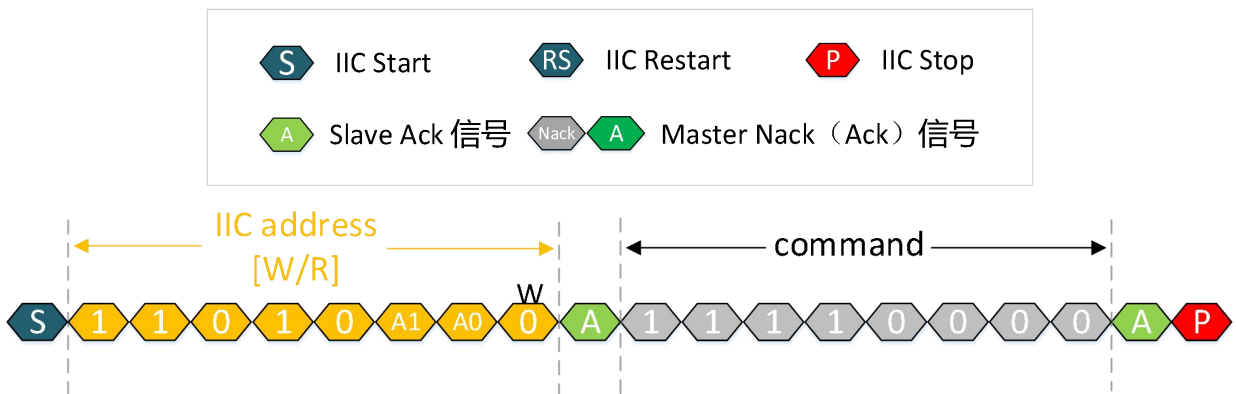 S IIC Start RS IIC Restart P IIC Stop
A Slave Ack 信号 Nack A Master Nack（Ack）信号
IIC address
[W/R]
command
W
S 1 1 0 1 0 A1 A0 0 A 1 1 1 1 0 0 0 0 A P